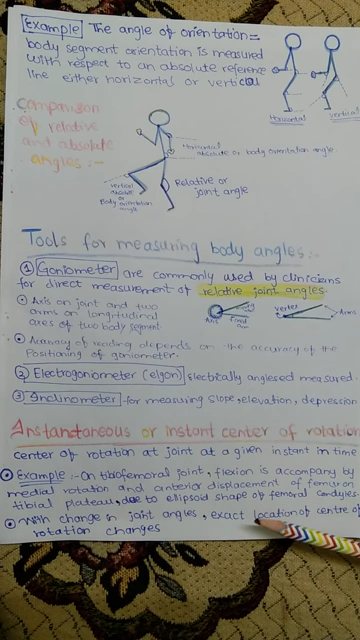 Example The angle of orientation=
body segment orientation is measured
with respect to an absolute reference
line either horizontal or vertical
Horizontal
vertical
Comparison
of relative
and absolute
angles:-
Horizontal
absolute or body orientation angle
vertical
absolute
or
Body orientation
angle
Relative or
joint angle
Tools for measuring body angles:-
① Goniometer are commonly used by clinicians
for direct measurement of relative joint angles.
Axis on joint and two
arms on longitudinal
axes of two body segment
Axis
Fixed
vertex
Arms
Accuracy of reading depends on the accuracy of the
positioning of goniometer.
② Electrogoniometer (elgon) electrically angles measured.
③ Inclinometer for measuring slope, elevation, depression
Instantaneous or instant center of rotation
center of rotation at joint at a given instant in time
Example :- On tibiofemoral joint, flexion is accompany by
medial rotation and anterior displacement of femur on
tibial plateau, due to ellipsoid shape of femoral condyles
With change in joint angles, exact location of centre of
rotation changes